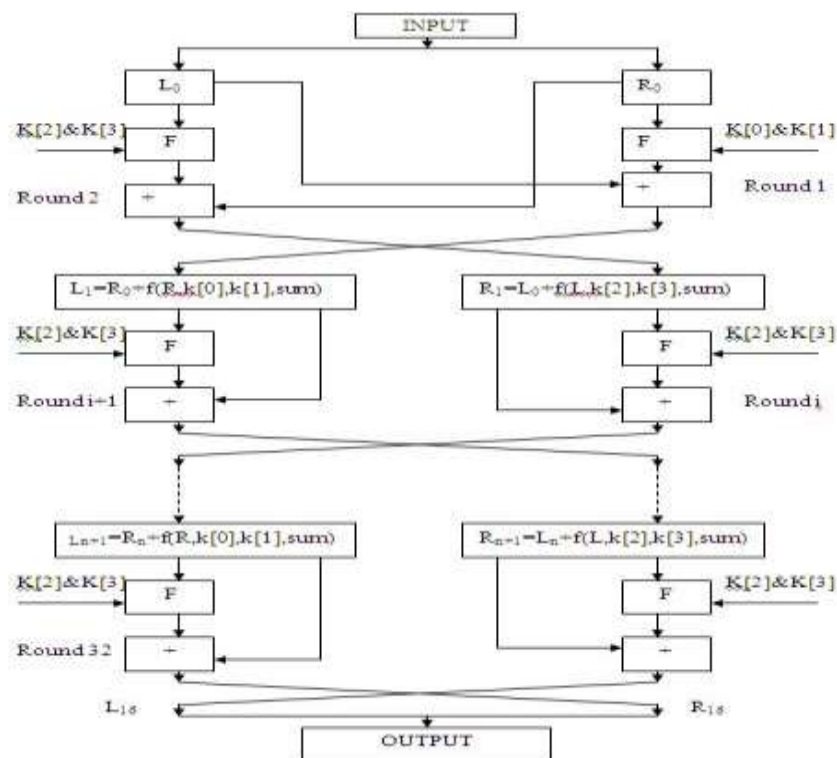 INPUT
L₀ R₀
K[2]&K[3] F F K[0]&K[1]
Round 2 + + Round 1
L₁=R₀+f(R,k[0],k[1],sum) R₁=L₀+f(L,k[2],k[3],sum)
K[2]&K[3] F F K[2]&K[3]
Roundi+1 + + Roundi
Lₙ₊₁=Rₙ+f(R,k[0],k[1],sum) Rₙ₊₁=Lₙ+f(L,k[2],k[3],sum)
K[2]&K[3] F F K[2]&K[3]
Round 32 + +
L₁₆ R₁₆
OUTPUT